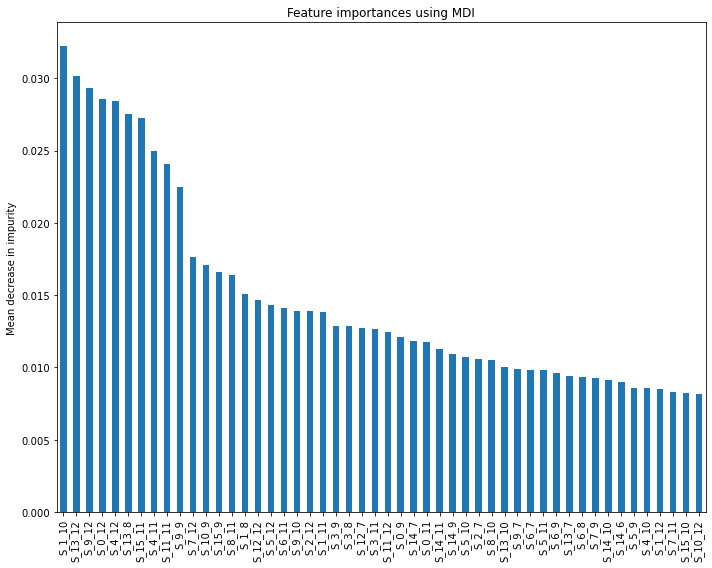 Feature importances using MDI
Mean decrease in impurity
0.030
0.025
0.020
0.015
0.010
0.005
0.000
S_1_10
S_13_12
S_9_12
S_0_12
S_4_12
S_13_8
S_15_11
S_4_11
S_11_11
S_9_9
S_7_12
S_10_9
S_15_9
S_8_11
S_1_8
S_12_12
S_5_12
S_6_11
S_9_10
S_2_12
S_1_11
S_3_9
S_3_8
S_12_7
S_3_11
S_11_12
S_0_9
S_14_7
S_0_11
S_14_11
S_14_9
S_5_10
S_2_7
S_8_10
S_13_10
S_9_7
S_6_7
S_5_11
S_6_9
S_13_7
S_6_8
S_7_9
S_14_10
S_14_6
S_5_9
S_4_10
S_1_12
S_7_11
S_15_10
S_10_12